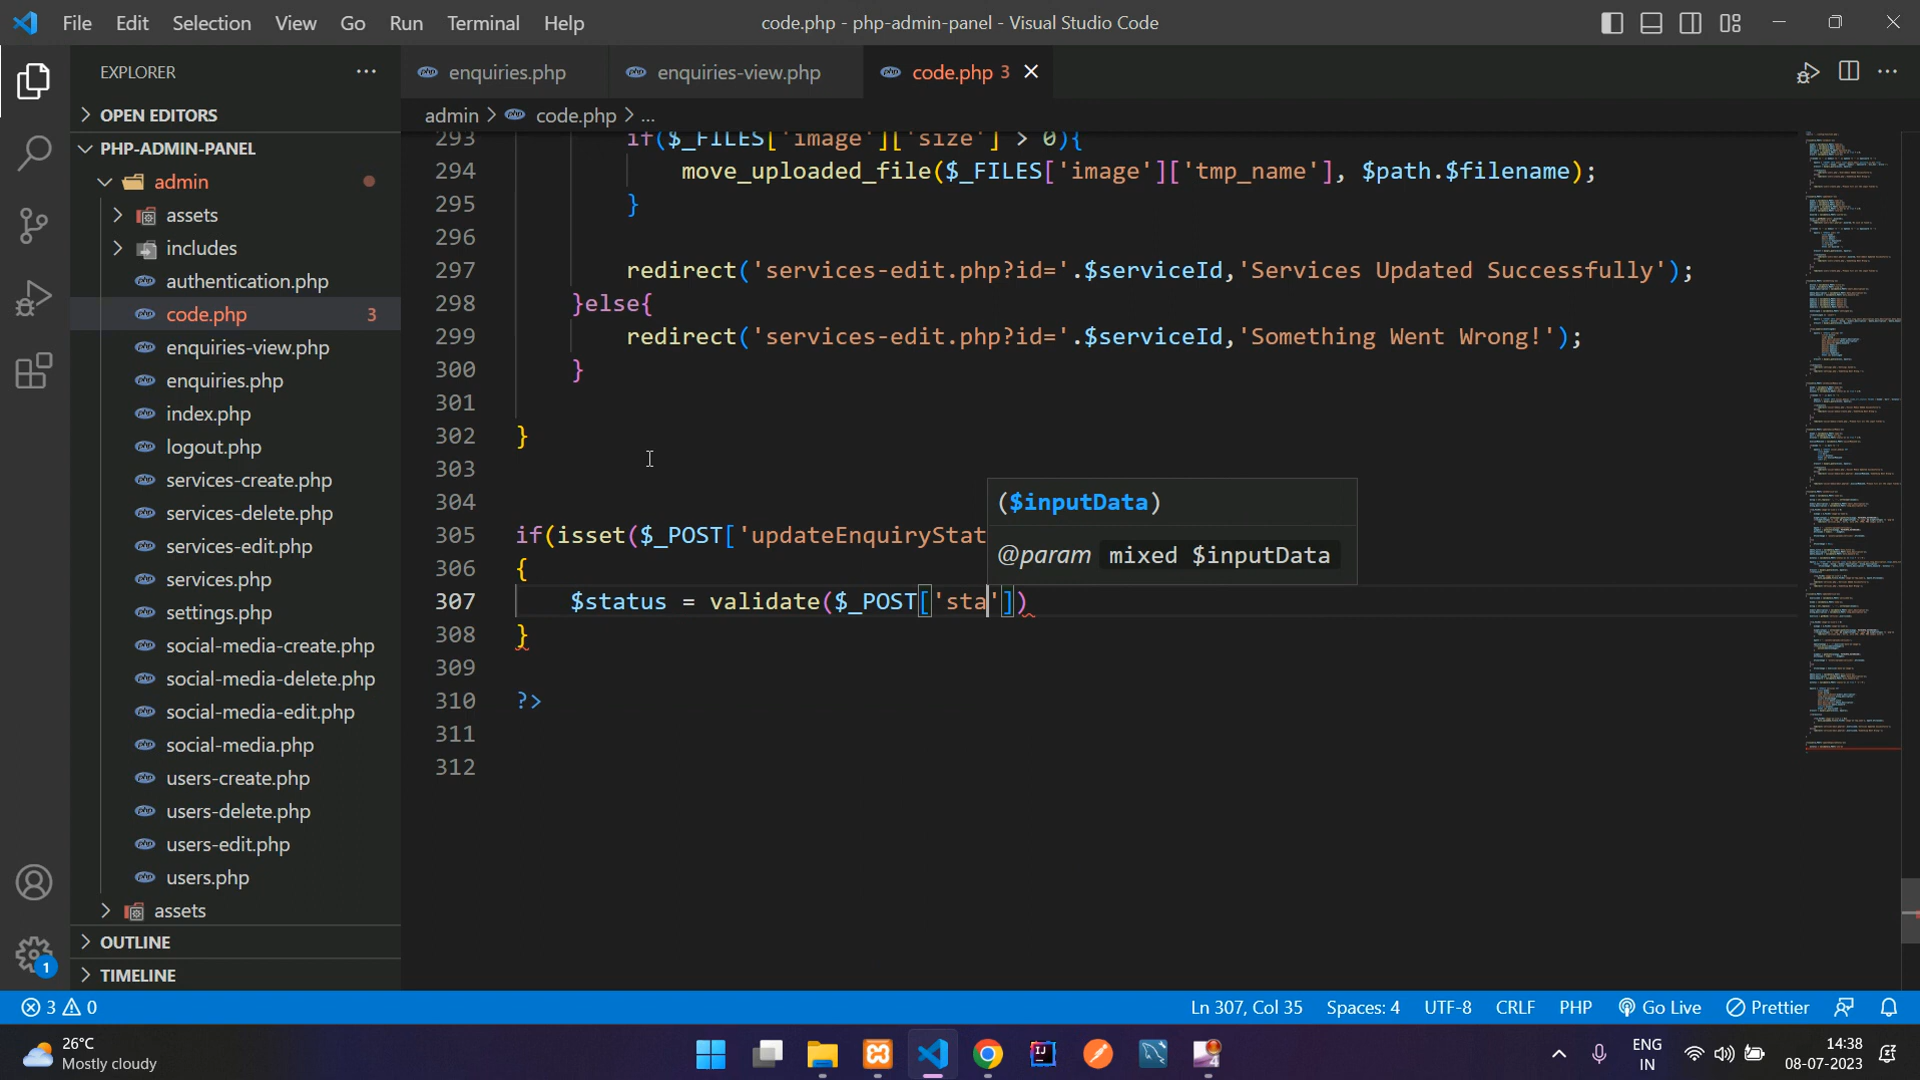 File Edit Selection View Go Run Terminal Help
code.php - php-admin-panel - Visual Studio Code
EXPLORER
OPEN EDITORS
PHP-ADMIN-PANEL
admin
assets
includes
authentication.php
code.php 3
enquiries-view.php
enquiries.php
index.php
logout.php
services-create.php
services-delete.php
services-edit.php
services.php
settings.php
social-media-create.php
social-media-delete.php
social-media-edit.php
social-media.php
users-create.php
users-delete.php
users-edit.php
users.php
assets
OUTLINE
TIMELINE
1
enquiries.php enquiries-view.php code.php 3
admin > code.php > ...
293 if($_FILES['image']['size'] > 0){
294 move_uploaded_file($_FILES['image']['tmp_name'], $path.$filename);
295 }
296
297 redirect('services-edit.php?id='.$serviceId,'Services Updated Successfully');
298 }else{
299 redirect('services-edit.php?id='.$serviceId,'Something Went Wrong!');
300 }
301
302 }
303
304
305 if(isset($_POST['updateEnquiryStat
306 {
307 $status = validate($_POST['sta'])
308 }
309
310 ?>
311
312
($inputData)
@param mixed $inputData
3 0
Ln 307, Col 35 Spaces: 4 UTF-8 CRLF PHP Go Live Prettier
26°C
Mostly cloudy
ENG
IN
14:38
08-07-2023